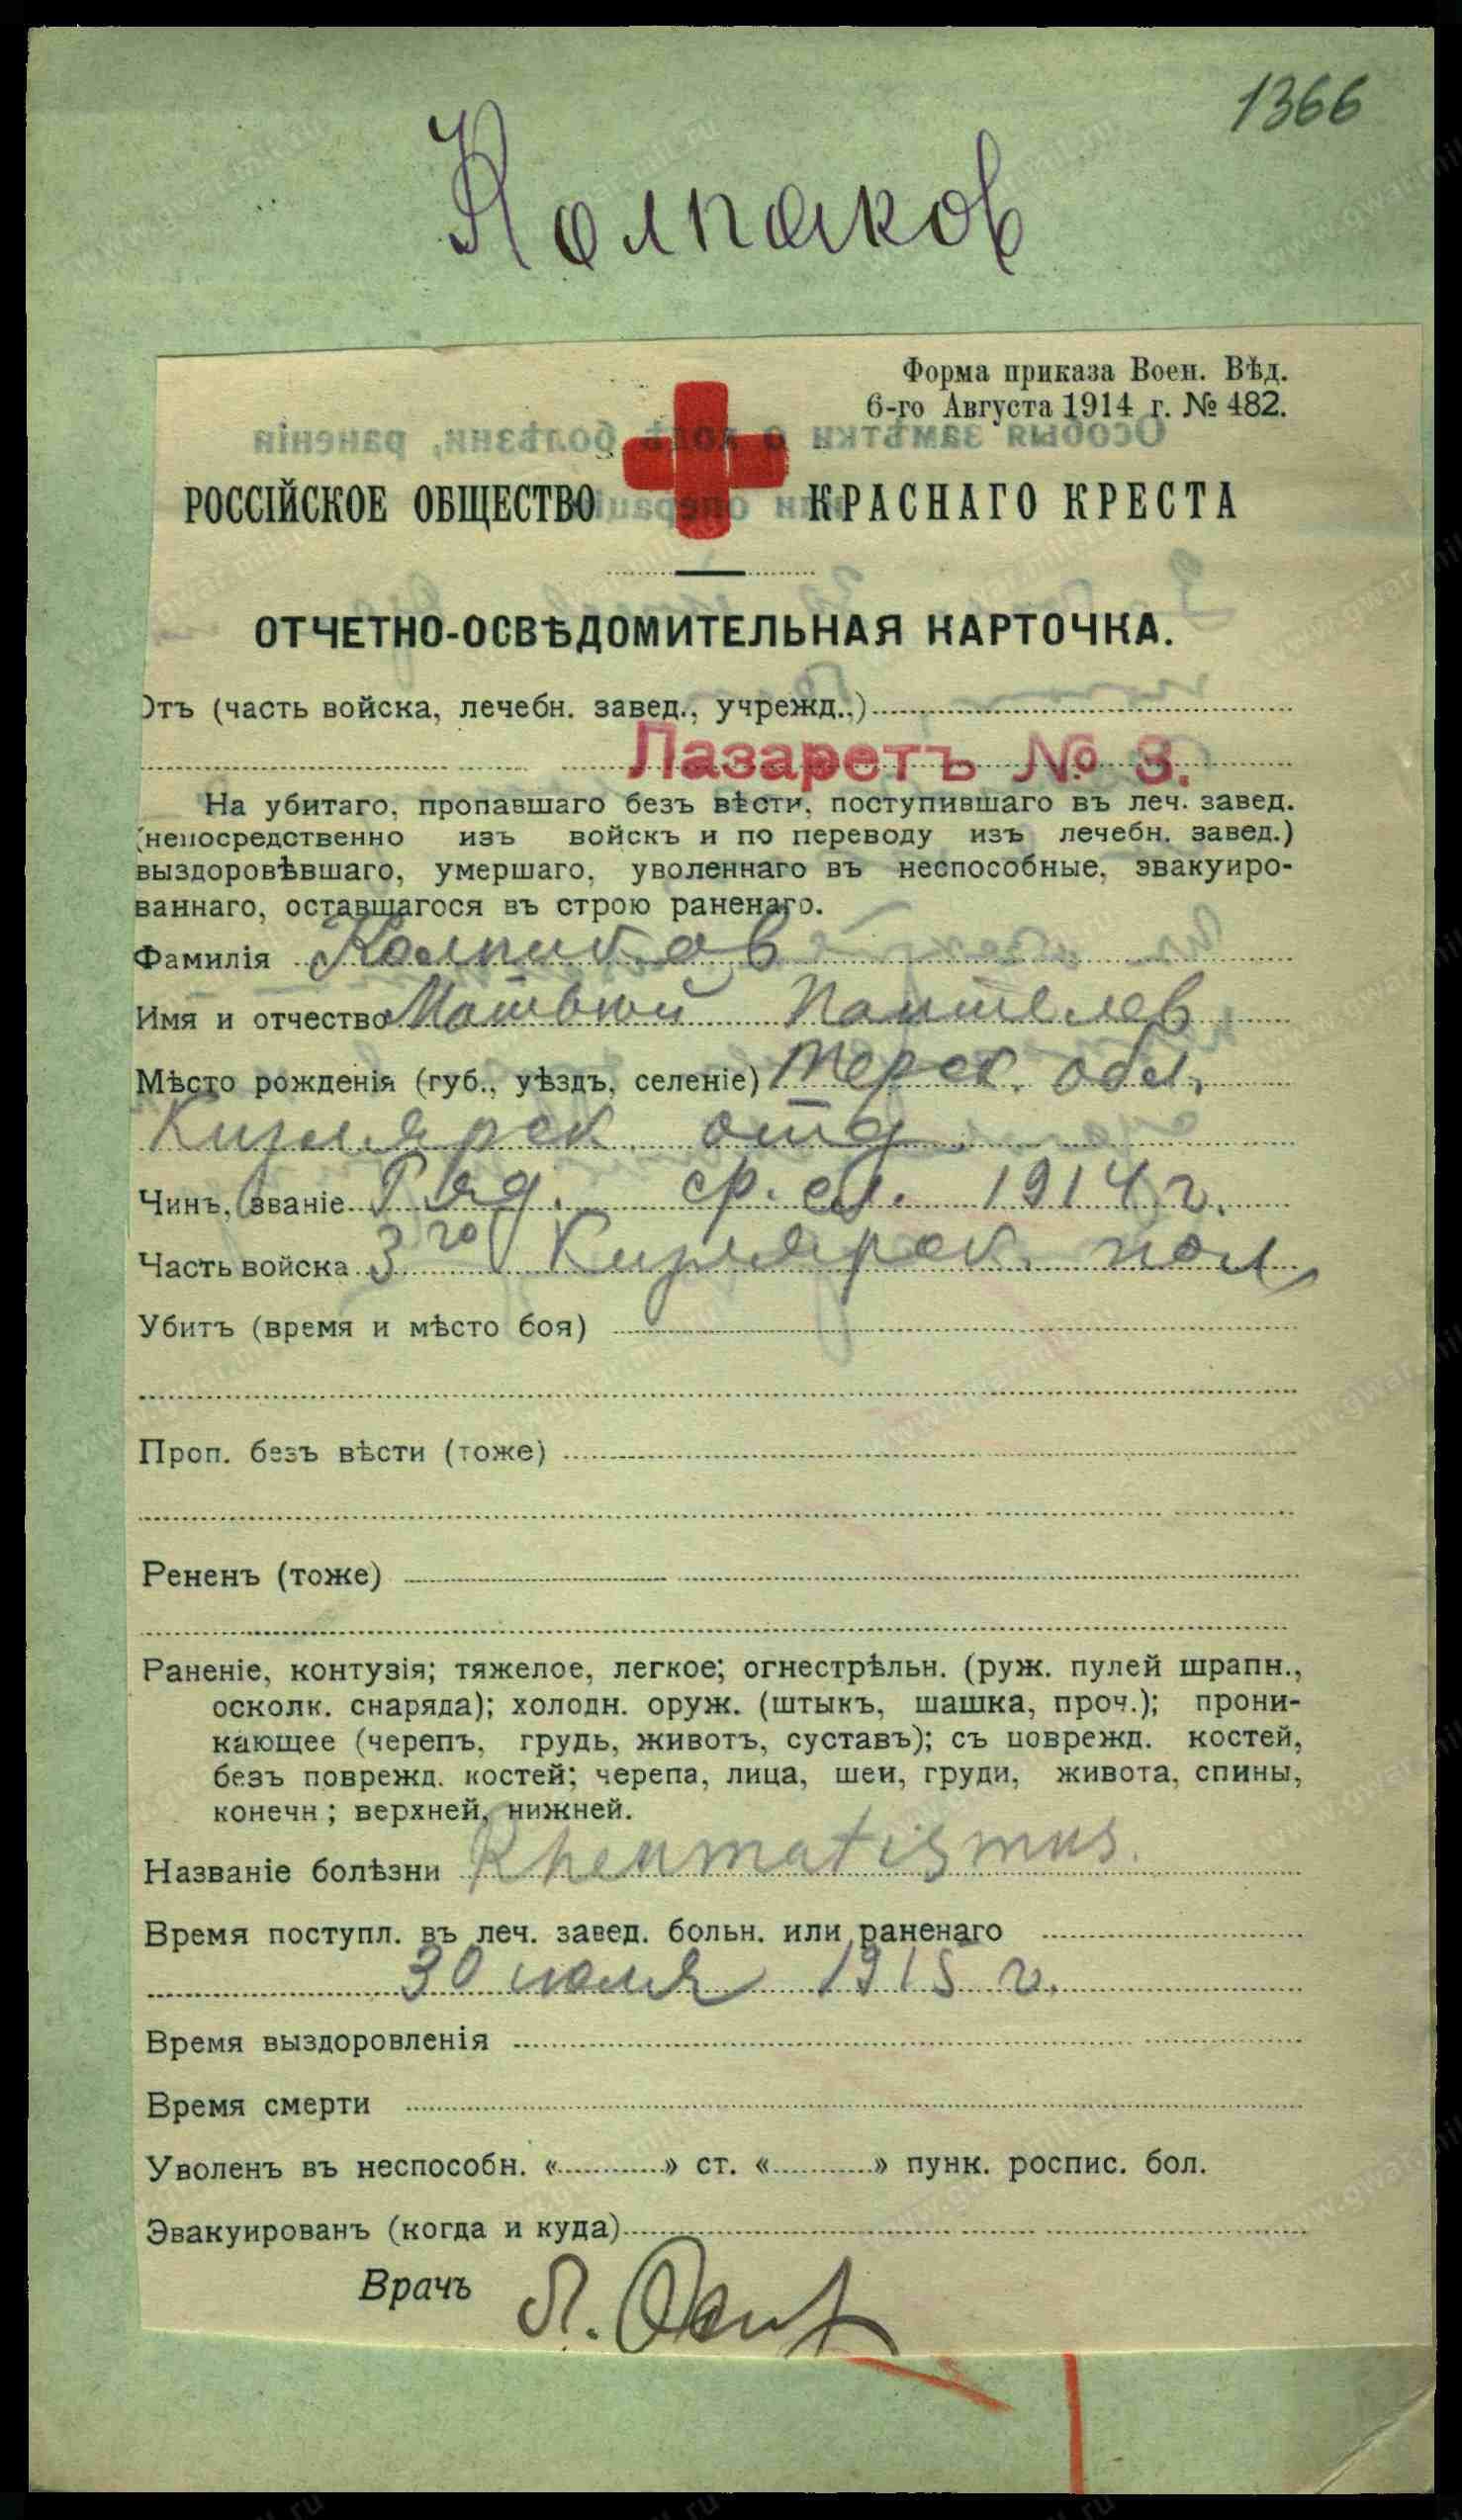 1366
Колпаков
Форма приказа Воен. Вѣд.
6-го Августа 1914 г. № 482.
РОССІЙСКОЕ ОБЩЕСТВО КРАСНАГО КРЕСТА
ОТЧЕТНО-ОСВѢДОМИТЕЛЬНАЯ КАРТОЧКА.
Отъ (часть войска, лечебн. завед., учрежд.,)
Лазаретъ № 3.
На убитаго, пропавшаго безъ вѣсти, поступившаго въ леч. завед.
(непосредственно изъ войскъ и по переводу изъ лечебн. завед.)
выздоровѣвшаго, умершаго, уволеннаго въ неспособные, эвакуиро-
ваннаго, оставшагося въ строю раненаго.
Фамилія Колпиков
Имя и отчество Матвѣй Пантелев
Мѣсто рожденія (губ., уѣздъ, селеніе) Терск. обл.
Кизлярск. отд.
Чинъ, званіе Ряд. ср. сл. 1914 г.
Часть войска 3го Кизлярск. пол
Убитъ (время и мѣсто боя)
Проп. безъ вѣсти (тоже)
Рененъ (тоже)
Раненіе, контузія; тяжелое, легкое; огнестрѣльн. (руж. пулей шрапн.,
осколк. снаряда); холодн. оруж. (штыкъ, шашка, проч.); прони-
кающее (черепъ, грудь, животъ, суставъ); съ поврежд. костей,
безъ поврежд. костей; черепа, лица, шеи, груди, живота, спины,
конечн; верхней, нижней.
Названіе болѣзни Rheumatismus.
Время поступл. въ леч. завед. больн. или раненаго
30 июля 1915 г.
Время выздоровленія
Время смерти
Уволенъ въ неспособн. «» ст. «» пунк. роспис. бол.
Эвакуированъ (когда и куда)
Врачъ